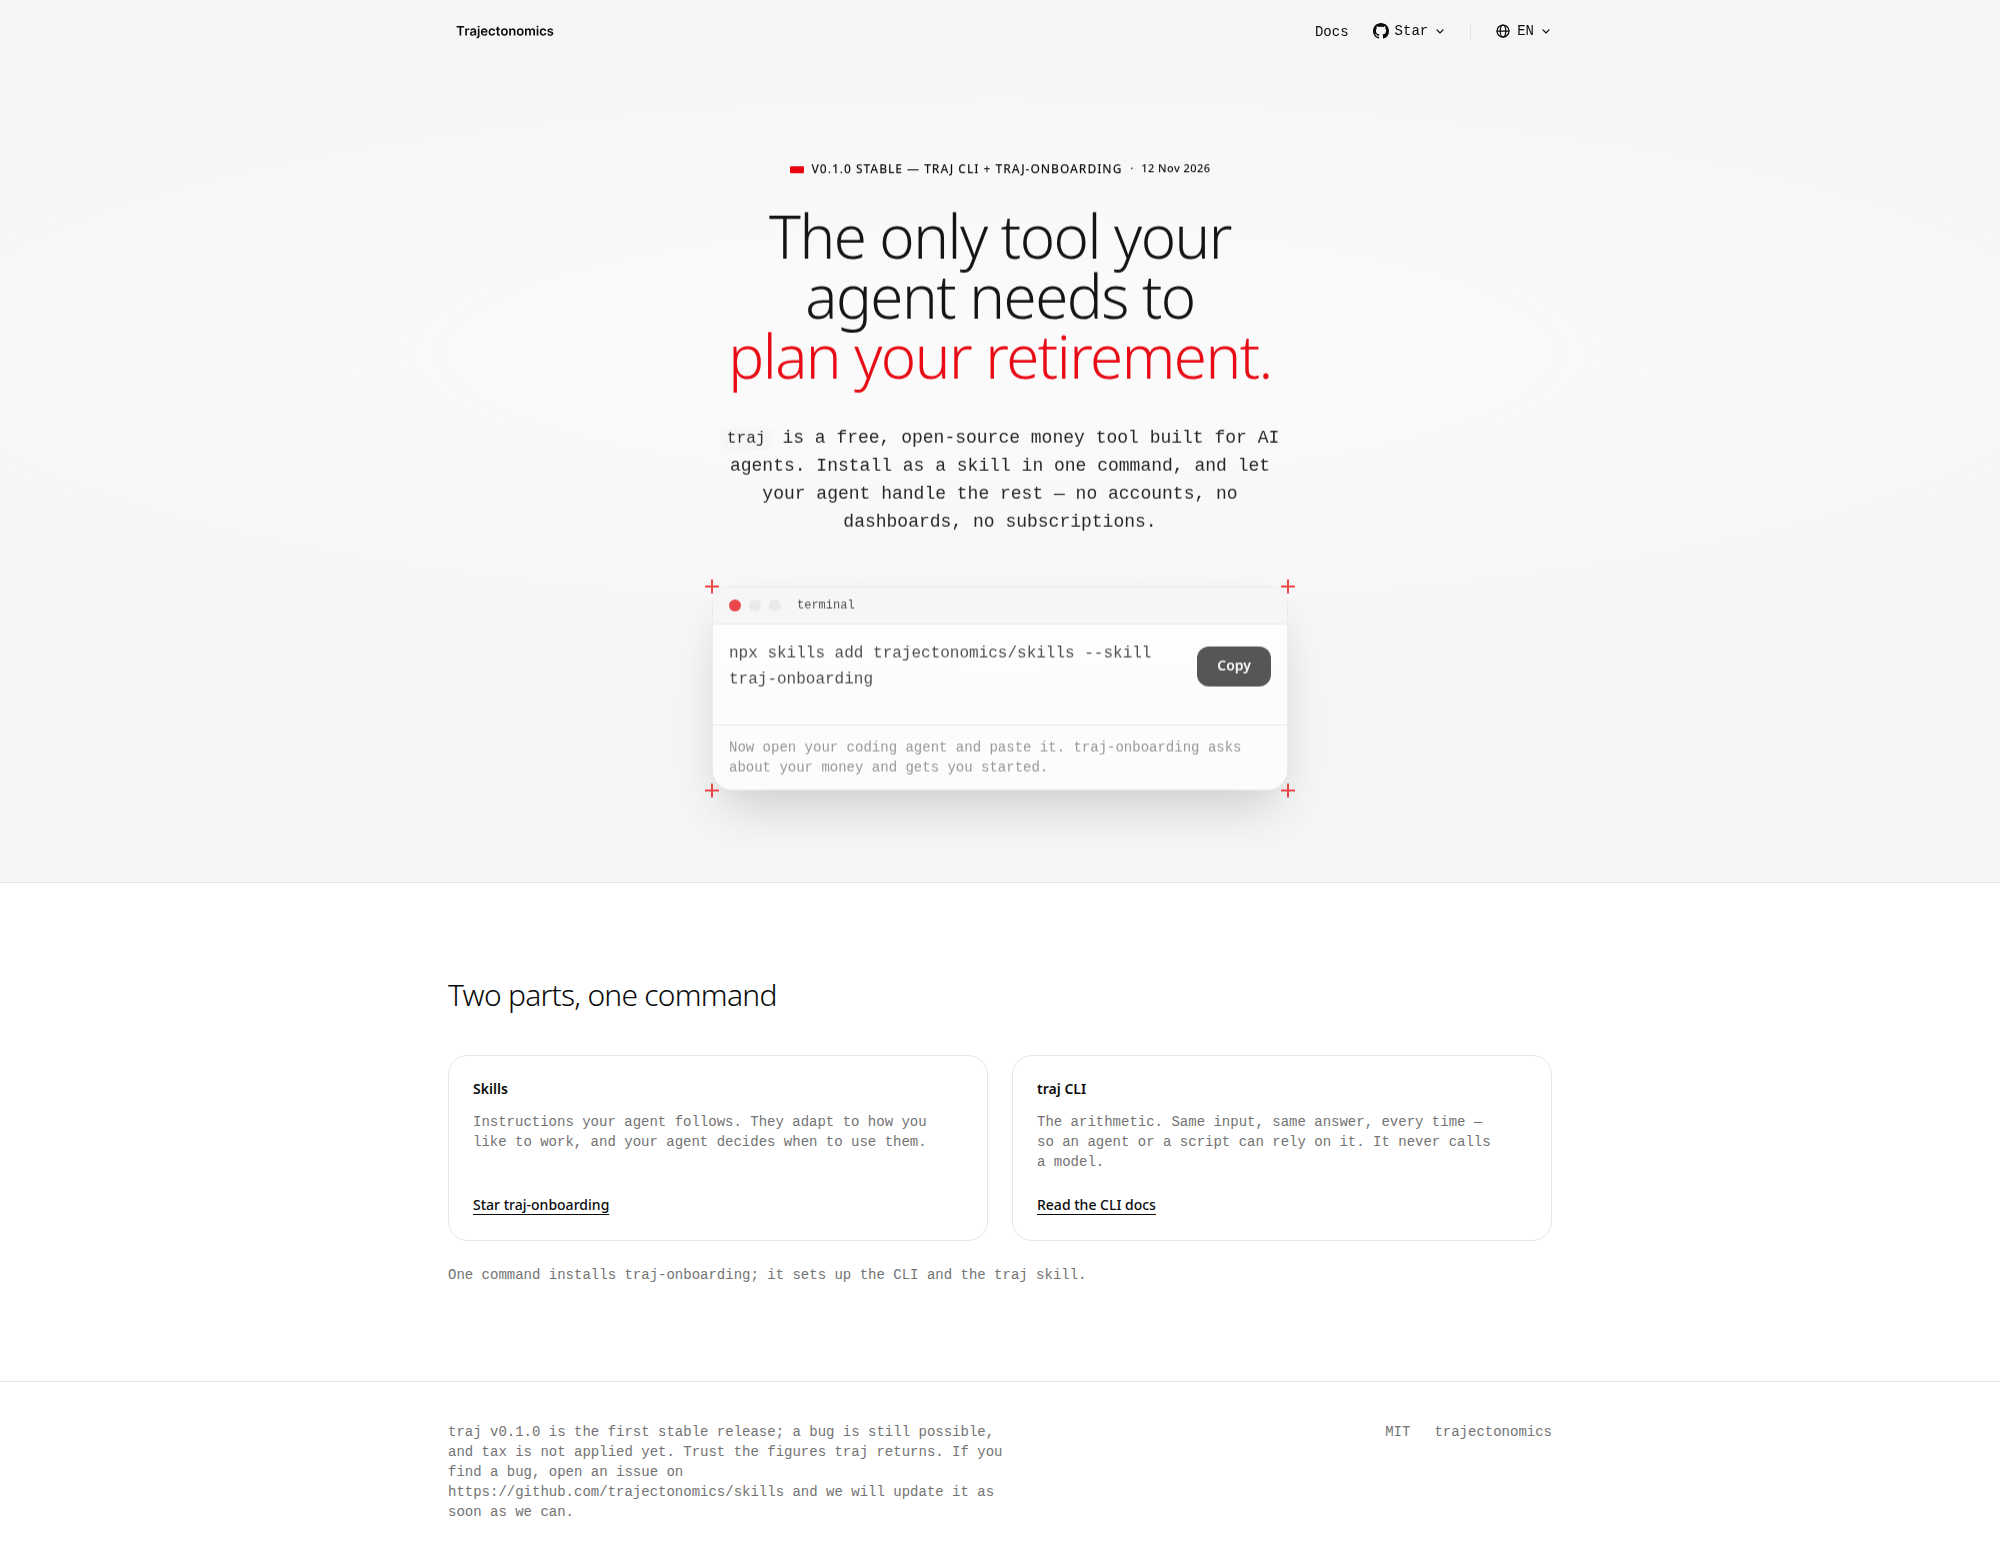 Trajectonomics
Docs
Star
EN
V0.1.0 STABLE — TRAJ CLI + TRAJ-ONBOARDING · 12 Nov 2026
The only tool your
agent needs to
plan your retirement.
traj is a free, open-source money tool built for AI
agents. Install as a skill in one command, and let
your agent handle the rest — no accounts, no
dashboards, no subscriptions.
terminal
npx skills add trajectonomics/skills --skill
traj-onboarding
Copy
Now open your coding agent and paste it. traj-onboarding asks
about your money and gets you started.
Two parts, one command
Skills
Instructions your agent follows. They adapt to how you
like to work, and your agent decides when to use them.
Star traj-onboarding
traj CLI
The arithmetic. Same input, same answer, every time —
so an agent or a script can rely on it. It never calls
a model.
Read the CLI docs
One command installs traj-onboarding; it sets up the CLI and the traj skill.
traj v0.1.0 is the first stable release; a bug is still possible,
and tax is not applied yet. Trust the figures traj returns. If you
find a bug, open an issue on
https://github.com/trajectonomics/skills and we will update it as
soon as we can.
MIT
trajectonomics